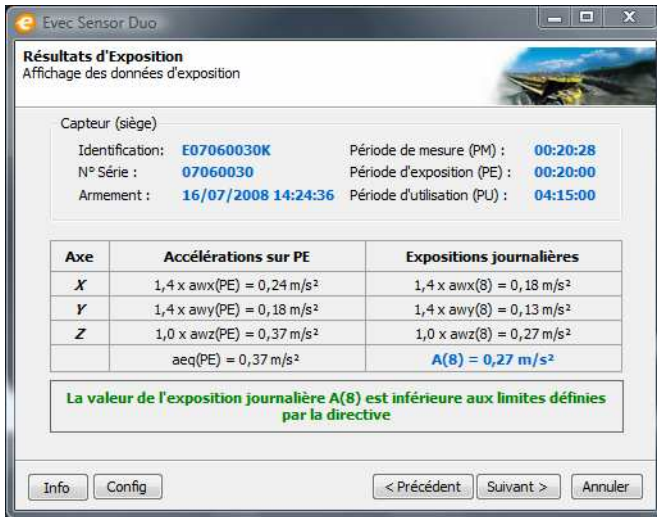 e Evec Sensor Duo
Résultats d'Exposition
Affichage des données d'exposition
Capteur (siège)
Identification: E07060030K Période de mesure (PM) : 00:20:28
N° Série : 07060030 Période d'exposition (PE) : 00:20:00
Armement : 16/07/2008 14:24:36 Période d'utilisation (PU) : 04:15:00
Axe Accélérations sur PE Expositions journalières
X 1,4 x awx(PE) = 0,24 m/s² 1,4 x awx(8) = 0,18 m/s²
Y 1,4 x awy(PE) = 0,18 m/s² 1,4 x awy(8) = 0,13 m/s²
Z 1,0 x awz(PE) = 0,37 m/s² 1,0 x awz(8) = 0,27 m/s²
aeq(PE) = 0,37 m/s² A(8) = 0,27 m/s²
La valeur de l'exposition journalière A(8) est inférieure aux limites définies
par la directive
Info Config < Précédent Suivant > Annuler